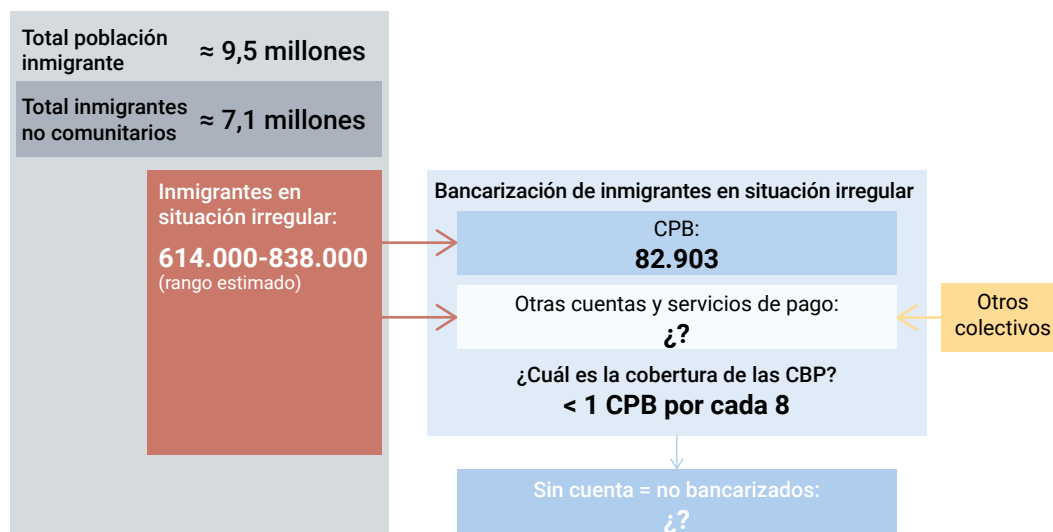 Total población
inmigrante
≈ 9,5 millones
Total inmigrantes
no comunitarios
≈ 7,1 millones
Inmigrantes en
situación irregular:
614.000-838.000
(rango estimado)
Bancarización de inmigrantes en situación irregular
CPB:
82.903
Otras cuentas y servicios de pago:
¿?
Otros
colectivos
¿Cuál es la cobertura de las CBP?
< 1 CPB por cada 8
Sin cuenta = no bancarizados:
¿?